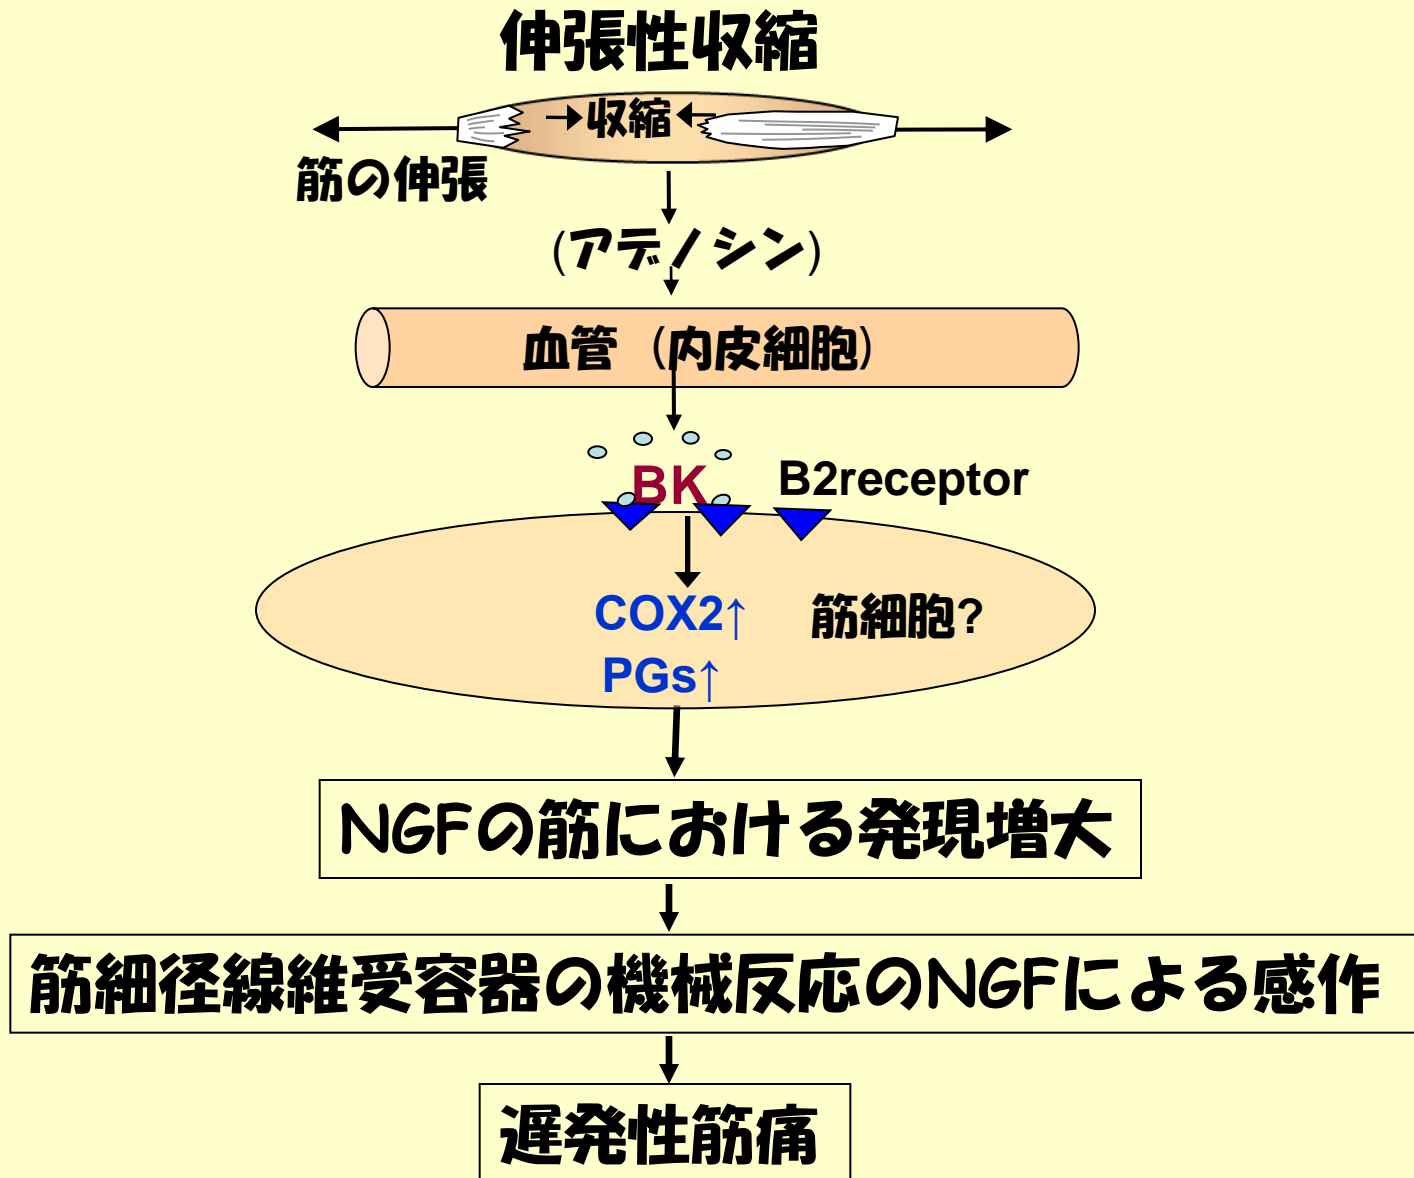 伸張性収縮
収縮
筋の伸張
(アデノシン)
血管 (内皮細胞)
BK
B2receptor
COX2↑
筋細胞?
PGs↑
NGFの筋における発現増大
筋細径線維受容器の機械反応のNGFによる感作
遅発性筋痛